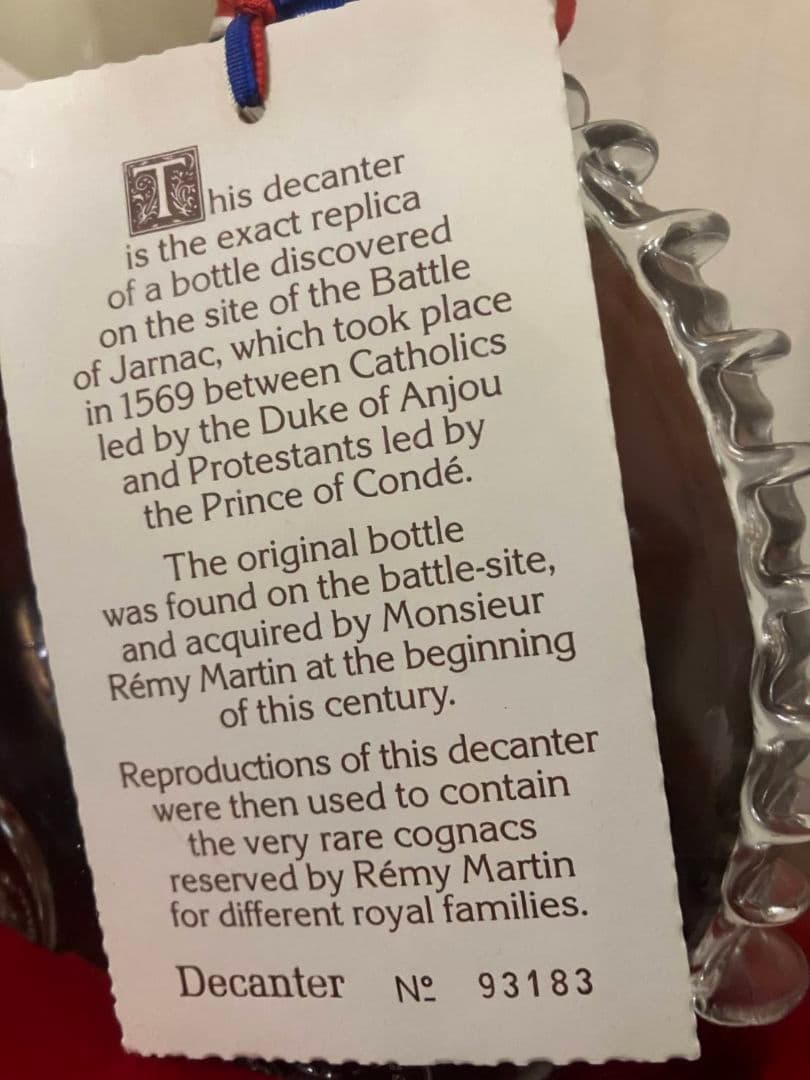 This decanter
is the exact replica
of a bottle discovered
on the site of the Battle
of Jarnac, which took place
in 1569 between Catholics
led by the Duke of Anjou
and Protestants led by
the Prince of Condé.
The original bottle
was found on the battle-site,
and acquired by Monsieur
Rémy Martin at the beginning
of this century.
Reproductions of this decanter
were then used to contain
the very rare cognacs
reserved by Rémy Martin
for different royal families.
Decanter Nº 93183